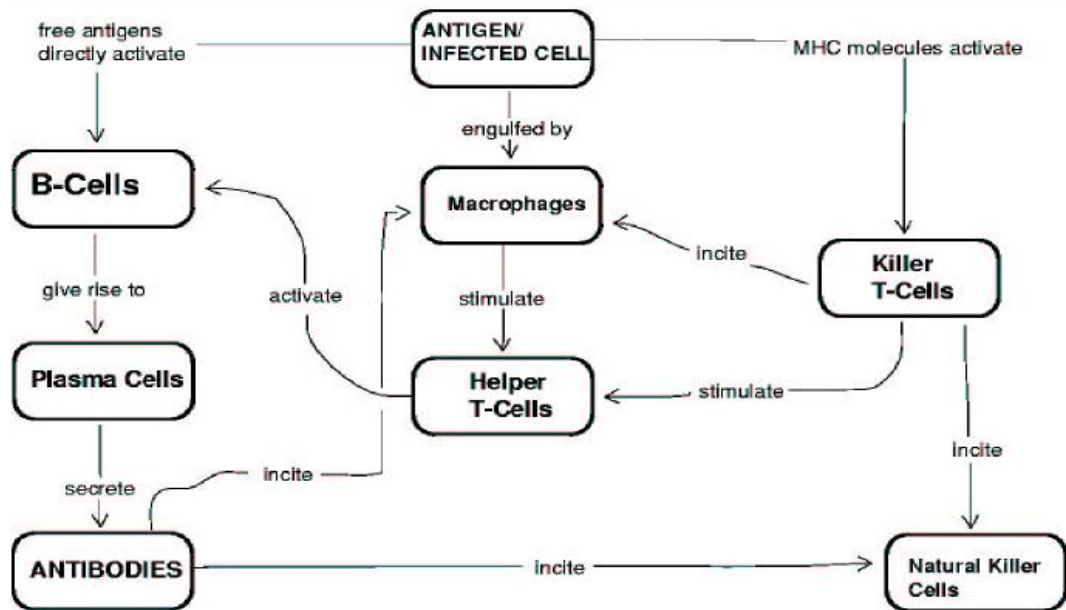 free antigens
directly activate
ANTIGEN/
INFECTED CELL
MHC molecules activate
engulfed by
B-Cells
Macrophages
incite
Killer
T-Cells
give rise to
activate
stimulate
Plasma Cells
Helper
T-Cells
stimulate
incite
secrete
incite
ANTIBODIES
incite
Natural Killer
Cells